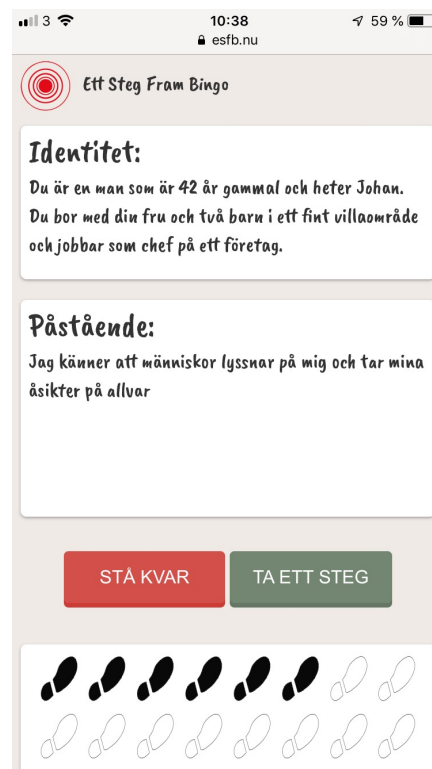 3 10:38 59 %
esfb.nu
Ett Steg Fram Bingo
Identitet:
Du är en man som är 42 år gammal och heter Johan.
Du bor med din fru och två barn i ett fint villaområde
och jobbar som chef på ett företag.
Påstående:
Jag känner att människor lyssnar på mig och tar mina
åsikter på allvar
STÅ KVAR TA ETT STEG